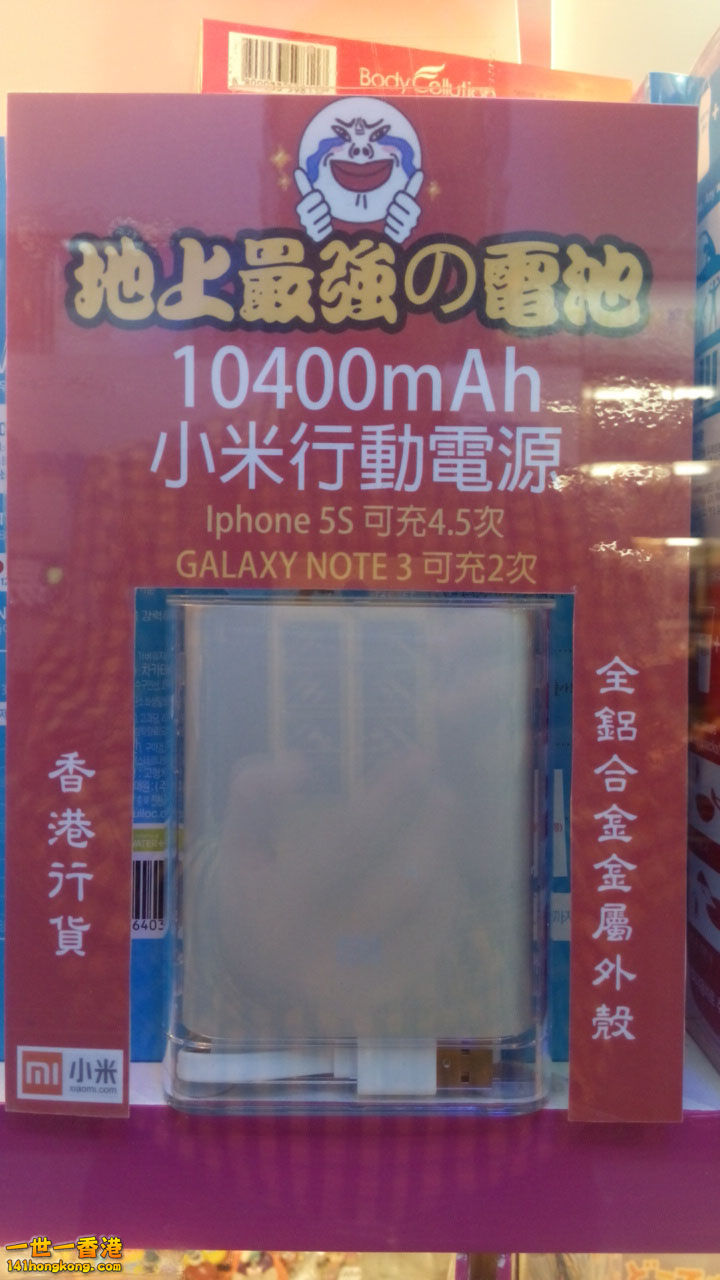 Body Collution
地上最強の電池
10400mAh
小米行動電源
Iphone 5S 可充4.5次
GALAXY NOTE 3 可充2次
全鋁合金金屬外殼
香港行貨
6403
mi 小米
xiaomi.com
一世一香港
141hongkong.com